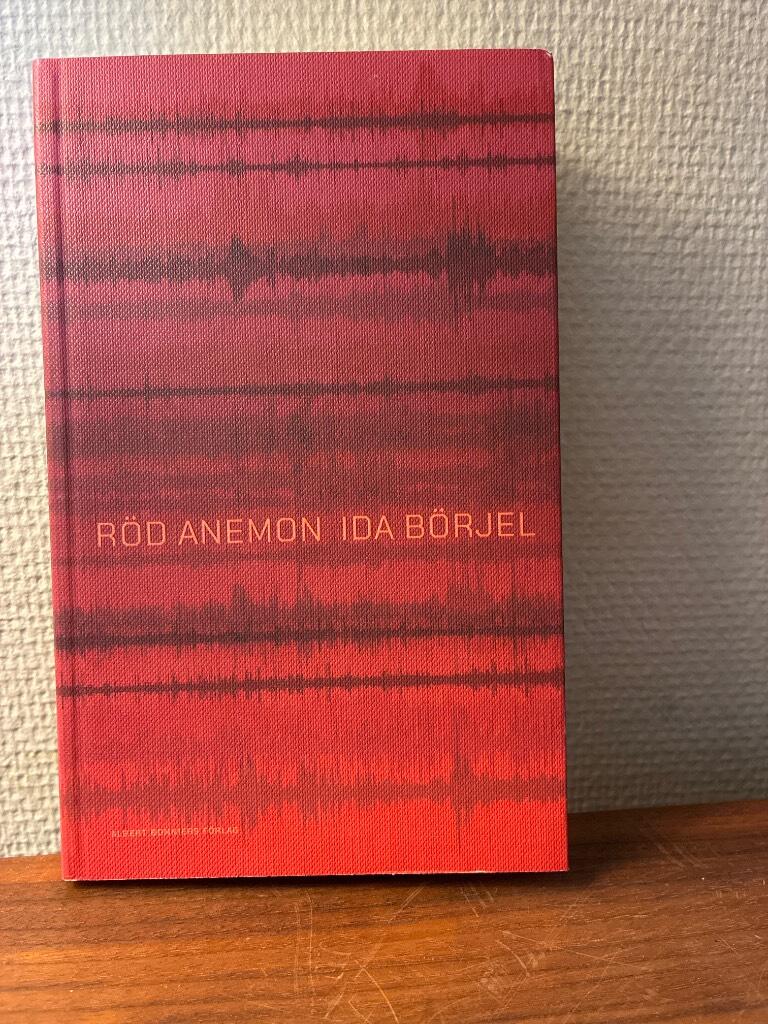 RÖD ANEMON IDA BÖRJEL
ALBERT BONNIERS FÖRLAG